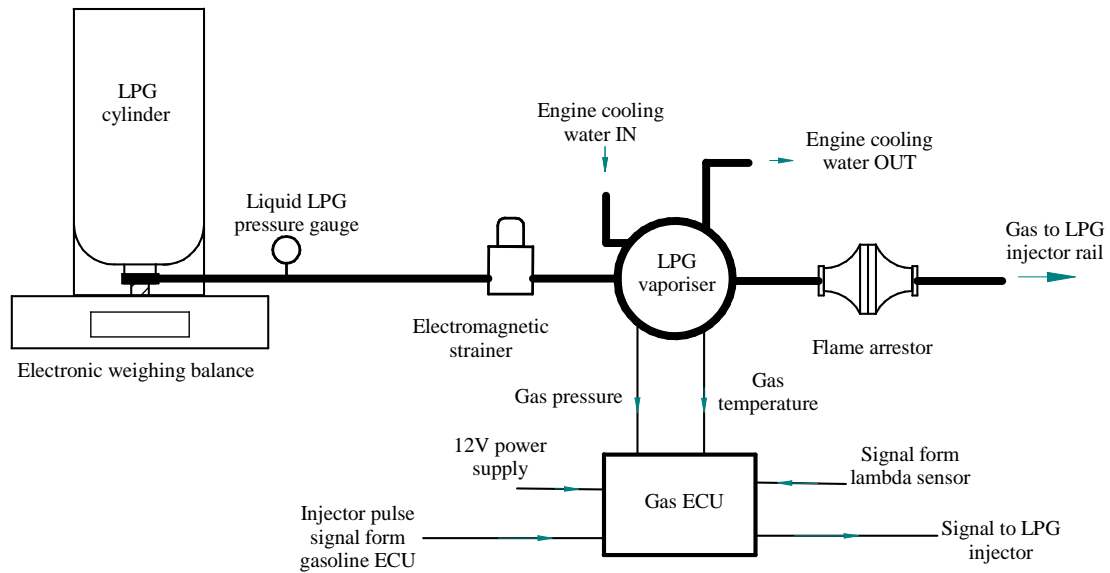 LPG
cylinder
Engine cooling
water IN
Engine cooling
water OUT
Liquid LPG
pressure gauge
Gas to LPG
injector rail
LPG
vaporiser
Electromagnetic
strainer
Flame arrestor
Electronic weighing balance
Gas pressure
Gas
temperature
12V power
supply
Signal form
lambda sensor
Gas ECU
Injector pulse
signal form
gasoline ECU
Signal to LPG
injector